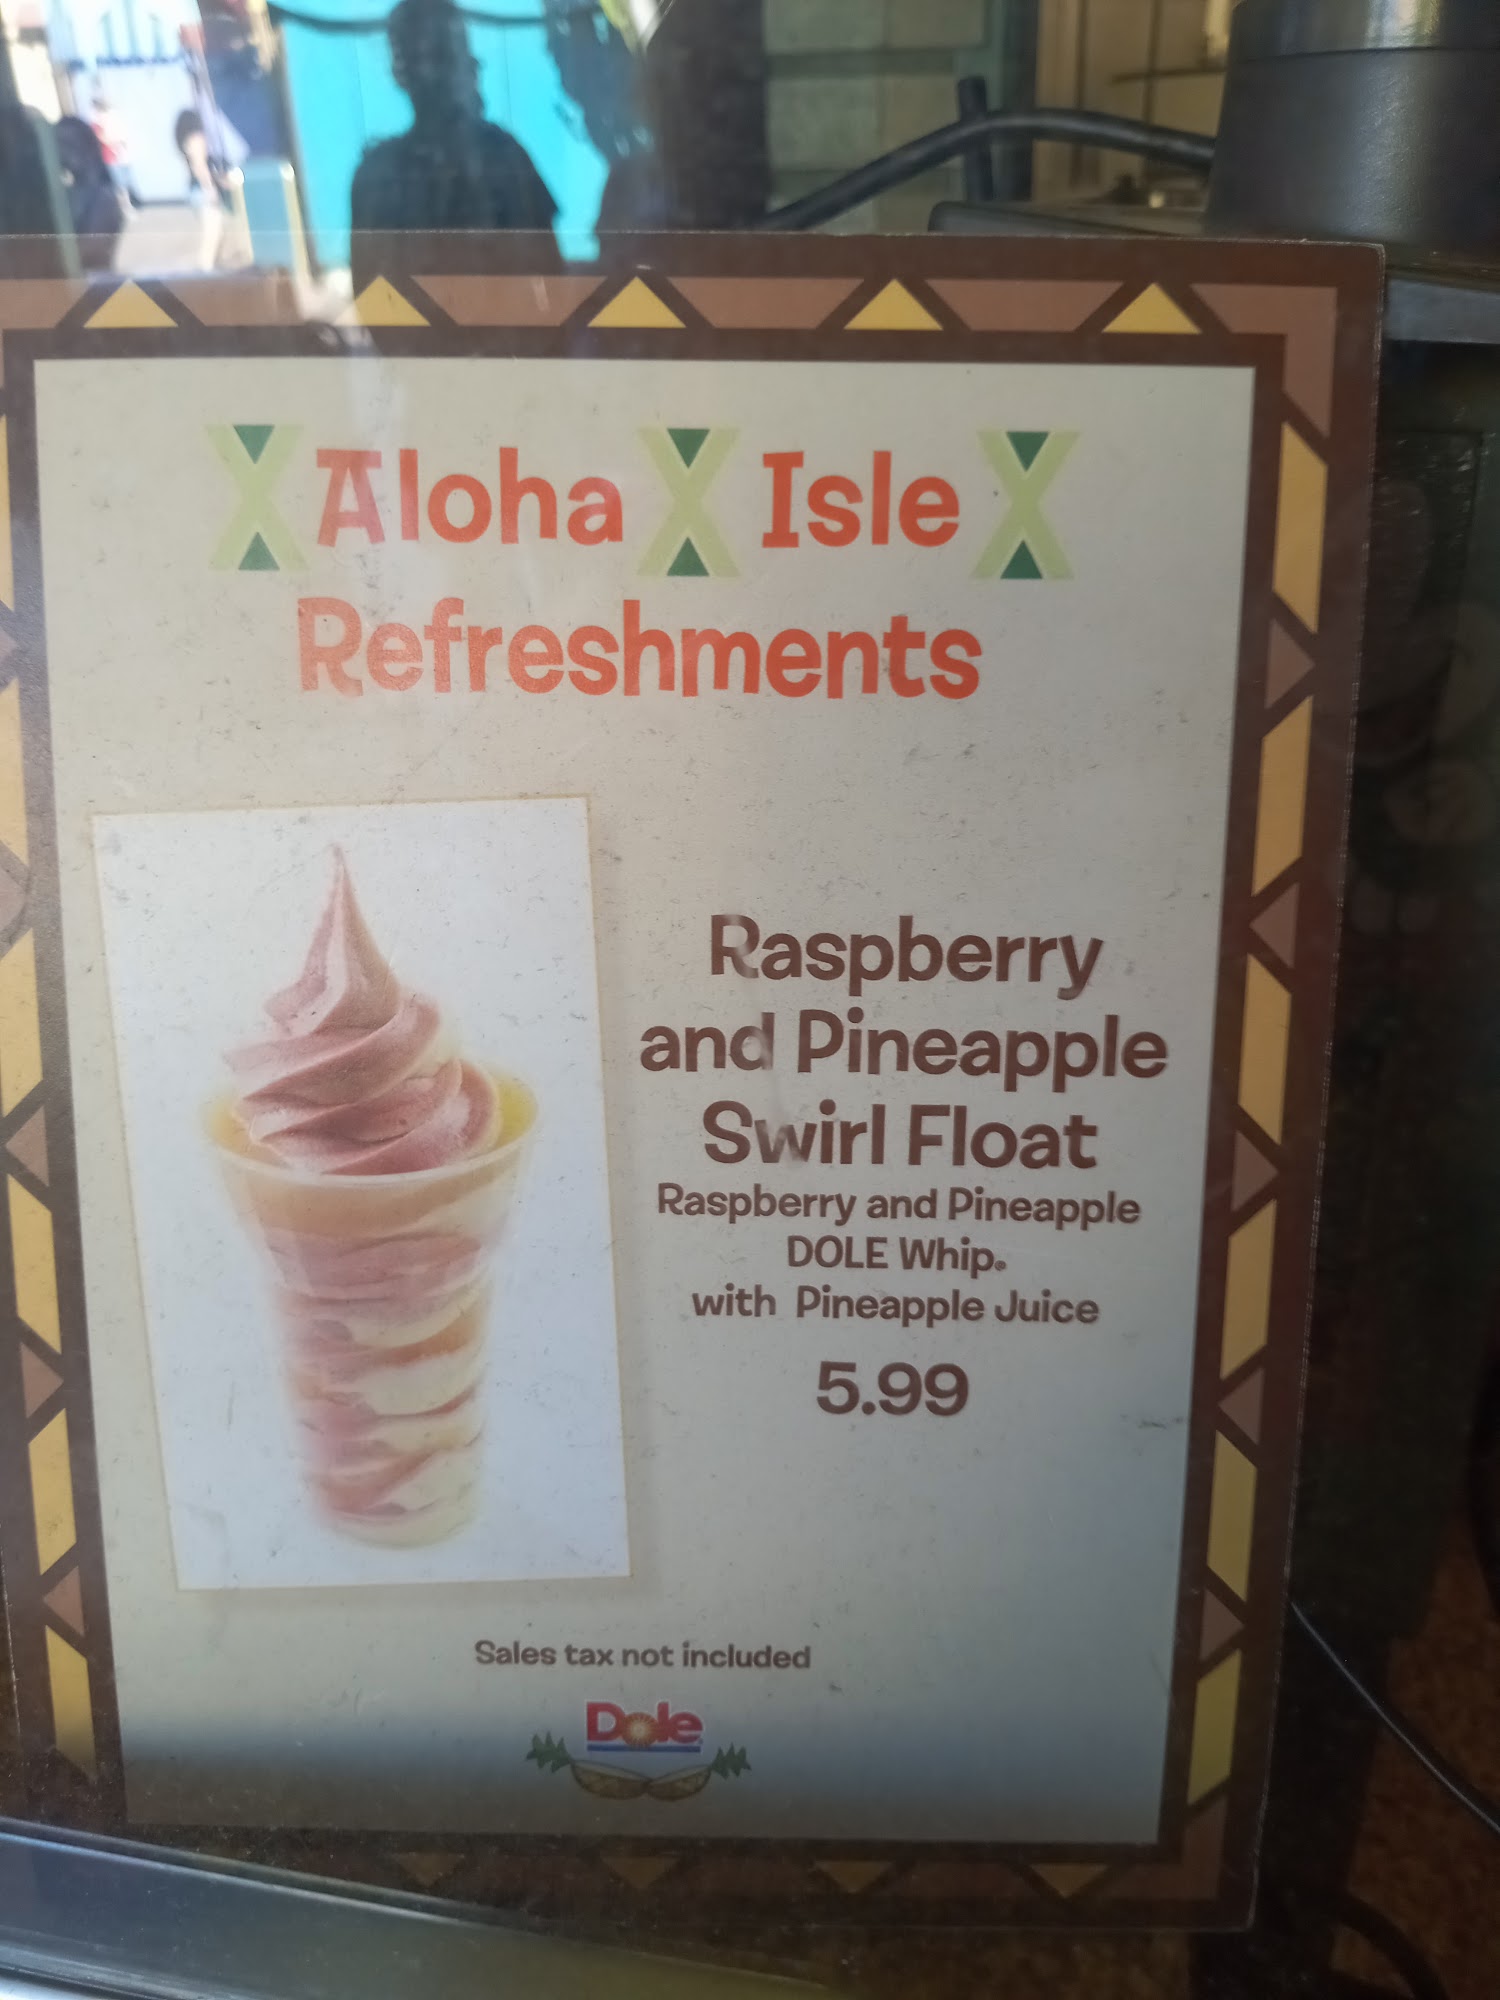 Aloha Isle
Refreshments
Raspberry
and Pineapple
Swirl Float
Raspberry and Pineapple
DOLE Whip®
with Pineapple Juice
5.99
Sales tax not included
Dole